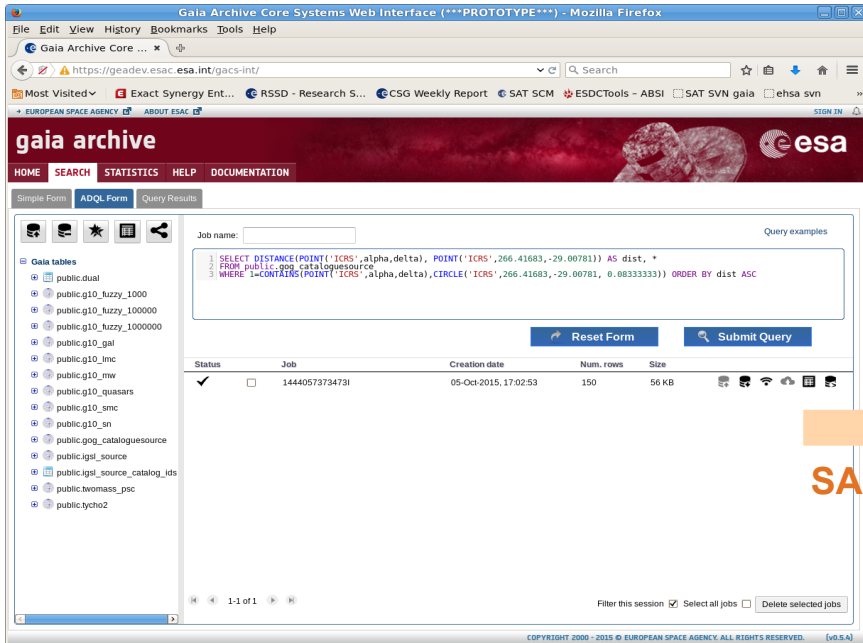 Gaia Archive Core Systems Web Interface (***PROTOTYPE***) - Mozilla Firefox
File Edit View History Bookmarks Tools Help
Gaia Archive Core ...
https://geadev.esac.esa.int/gacs-int/ Search
Most Visited Exact Synergy Ent... RSSD - Research S... CSG Weekly Report SAT SCM ESDCTools - ABSI SAT SVN gaia ehsa svn »
EUROPEAN SPACE AGENCY ABOUT ESAC SIGN IN
gaia archive esa
HOME SEARCH STATISTICS HELP DOCUMENTATION
Simple Form ADQL Form Query Results
Job name: Query examples
1 SELECT DISTANCE(POINT('ICRS',alpha,delta), POINT('ICRS',266.41683,-29.00781)) AS dist, *
2 FROM public.gog_cataloguesource
3 WHERE 1=CONTAINS(POINT('ICRS',alpha,delta),CIRCLE('ICRS',266.41683,-29.00781, 0.08333333)) ORDER BY dist ASC
Gaia tables
public.dual
public.g10_fuzzy_1000
public.g10_fuzzy_100000
public.g10_fuzzy_1000000
public.g10_gal
public.g10_lmc
public.g10_mw
public.g10_quasars
public.g10_smc
public.g10_sn
public.gog_cataloguesource
public.igsl_source
public.igsl_source_catalog_ids
public.twomass_psc
public.tycho2
Reset Form Submit Query
Status Job Creation date Num. rows Size
1444057373473I 05-Oct-2015, 17:02:53 150 56 KB
SA
1-1 of 1 Filter this session Select all jobs Delete selected jobs
COPYRIGHT 2000 - 2015 © EUROPEAN SPACE AGENCY. ALL RIGHTS RESERVED. [v0.5.4]